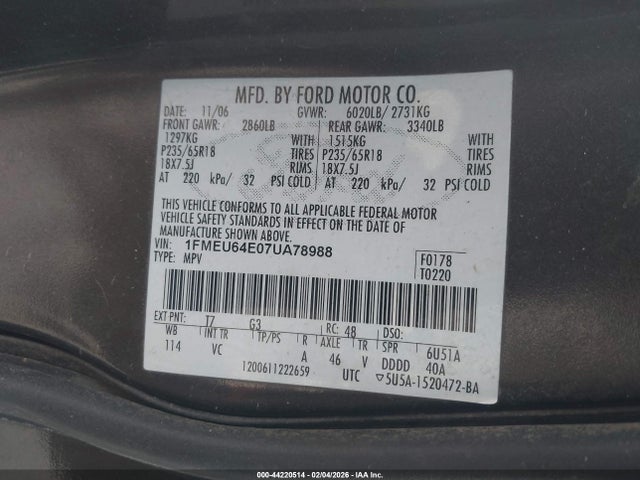 MFD. BY FORD MOTOR CO.
DATE: 11/06 GVWR: 6020LB/ 2731KG
FRONT GAWR: 2860LB REAR GAWR: 3340LB
1297KG WITH 1515KG WITH
P235/65R18 TIRES P235/65R18 TIRES
18X7.5J RIMS 18X7.5J RIMS
AT 220 kPa/ 32 PSI COLD AT 220 kPa/ 32 PSI COLD
THIS VEHICLE CONFORMS TO ALL APPLICABLE FEDERAL MOTOR
VEHICLE SAFETY STANDARDS IN EFFECT ON THE DATE OF
MANUFACTURE SHOWN ABOVE.
VIN: 1FMEU64E07UA78988
TYPE: MPV
F0178
T0220
EXT PNT: T7 G3 RC: 48 DSO:
WB INT TR TP/PS R AXLE TR SPR 6U51A
114 VC A 46 V DDDD 40A
1200611222659 UTC ▽5U5A-1520472-BA
000-44220514 - 02/04/2026 - IAA Inc.